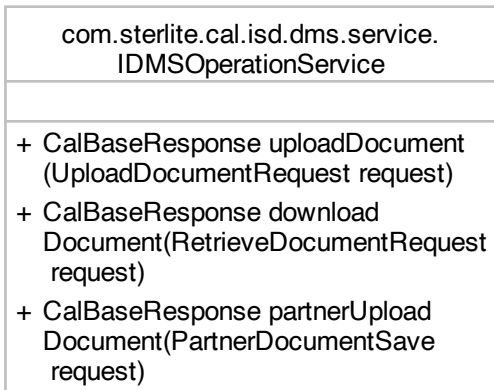 com.sterlite.cal.isd.dms.service.
IDMSOperationService
+ CalBaseResponse uploadDocument
(UploadDocumentRequest request)
+ CalBaseResponse download
Document(RetrieveDocumentRequest
request)
+ CalBaseResponse partnerUpload
Document(PartnerDocumentSave
request)